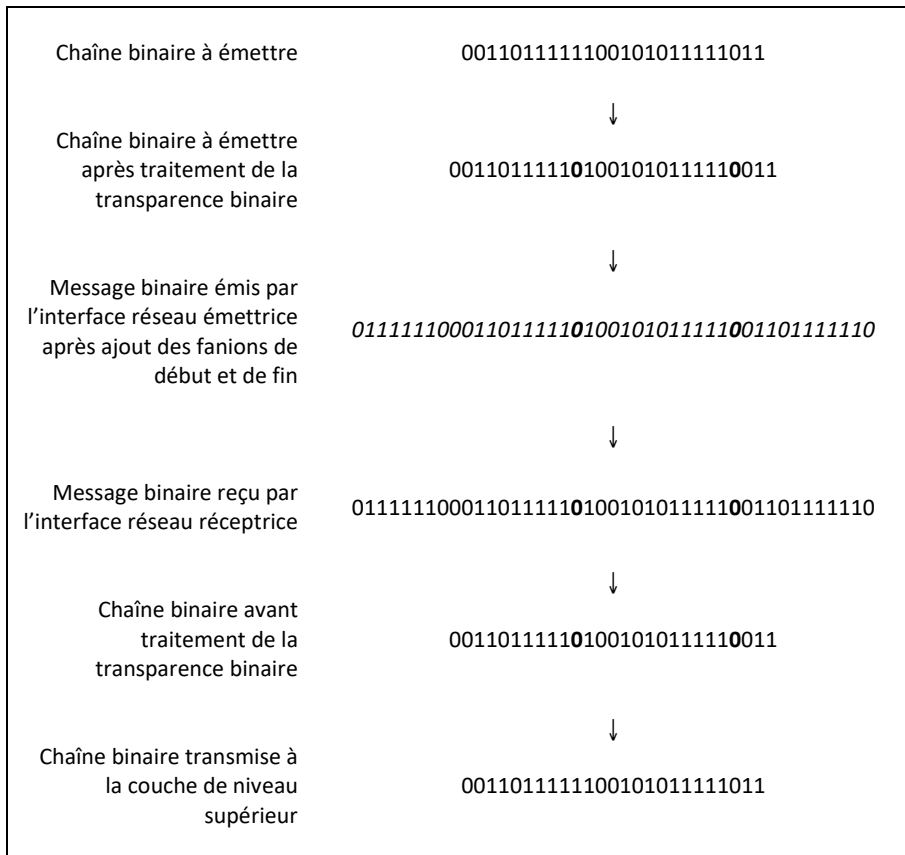 Chaîne binaire à émettre
0011011111100101011111011
↓
Chaîne binaire à émettre
après traitement de la
transparence binaire
001101111101001010111110011
↓
Message binaire émis par
l’interface réseau émettrice
après ajout des fanions de
début et de fin
0111111000110111110100101011111001101111110
↓
Message binaire reçu par
l’interface réseau réceptrice
0111111000110111110100101011111001101111110
↓
Chaîne binaire avant
traitement de la
transparence binaire
001101111101001010111110011
↓
Chaîne binaire transmise à
la couche de niveau
supérieur
0011011111100101011111011